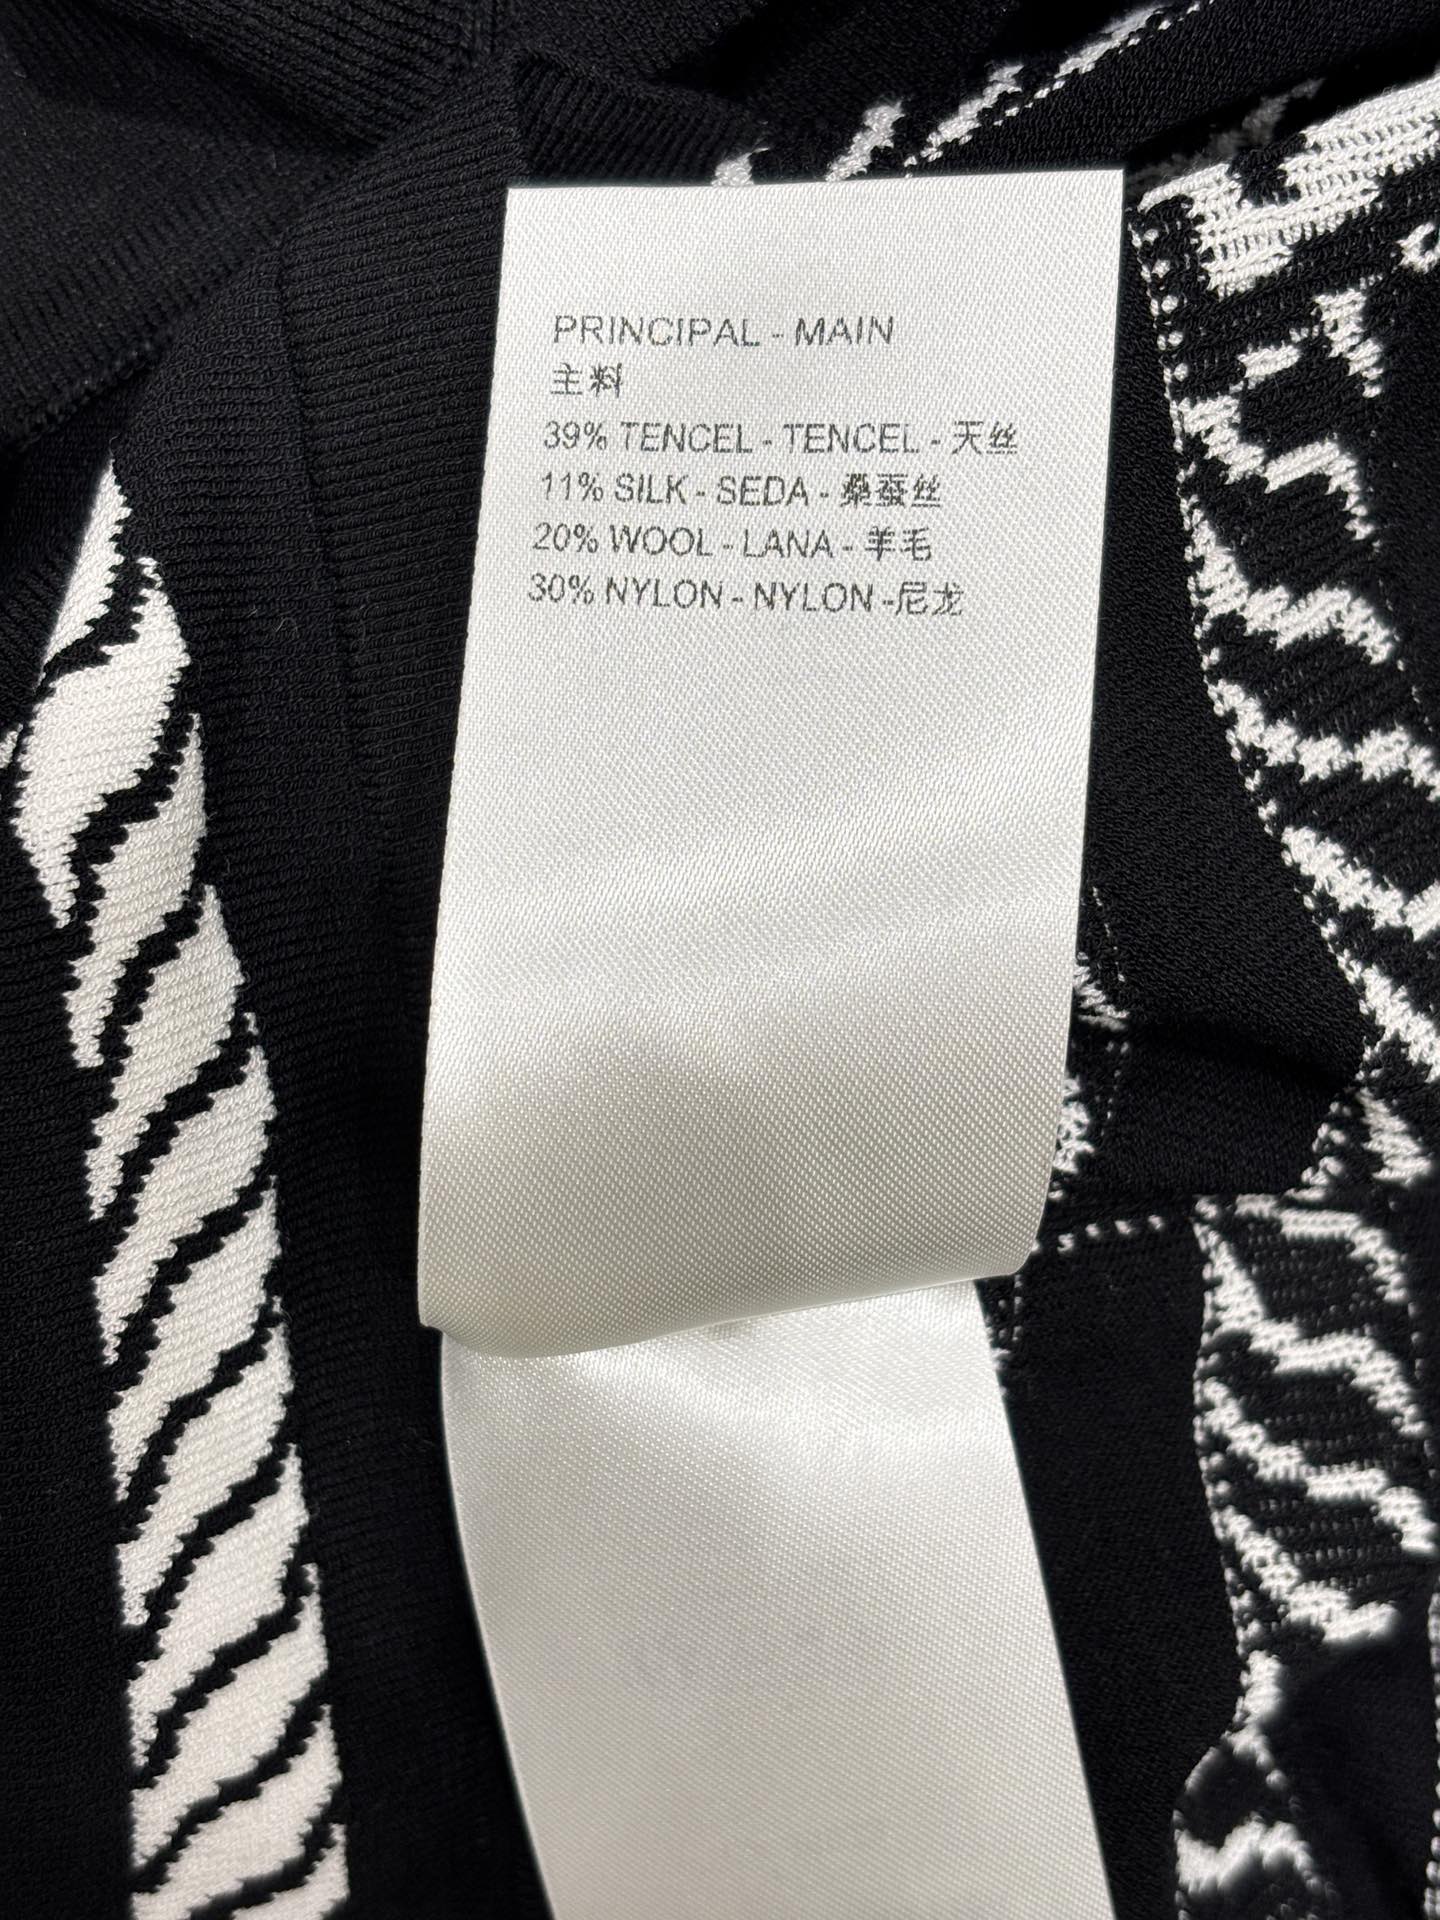 PRINCIPAL - MAIN
主料
39% TENCEL - TENCEL - 天丝
11% SILK - SEDA - 桑蚕丝
20% WOOL - LANA - 羊毛
30% NYLON - NYLON -尼龙